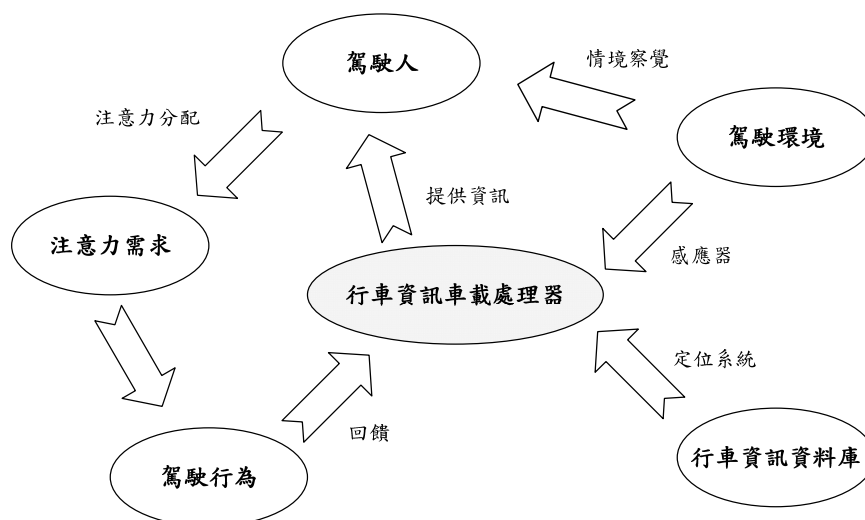 駕駛人
情境察覺
注意力分配
駕駛環境
提供資訊
注意力需求
感應器
行車資訊車載處理器
定位系統
回饋
行車資訊資料庫
駕駛行為